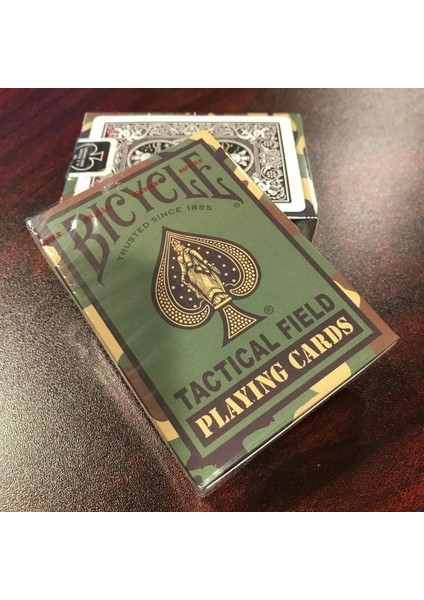 BICYCLE
TRUSTED SINCE 1885
®
TACTICAL FIELD
PLAYING CARDS